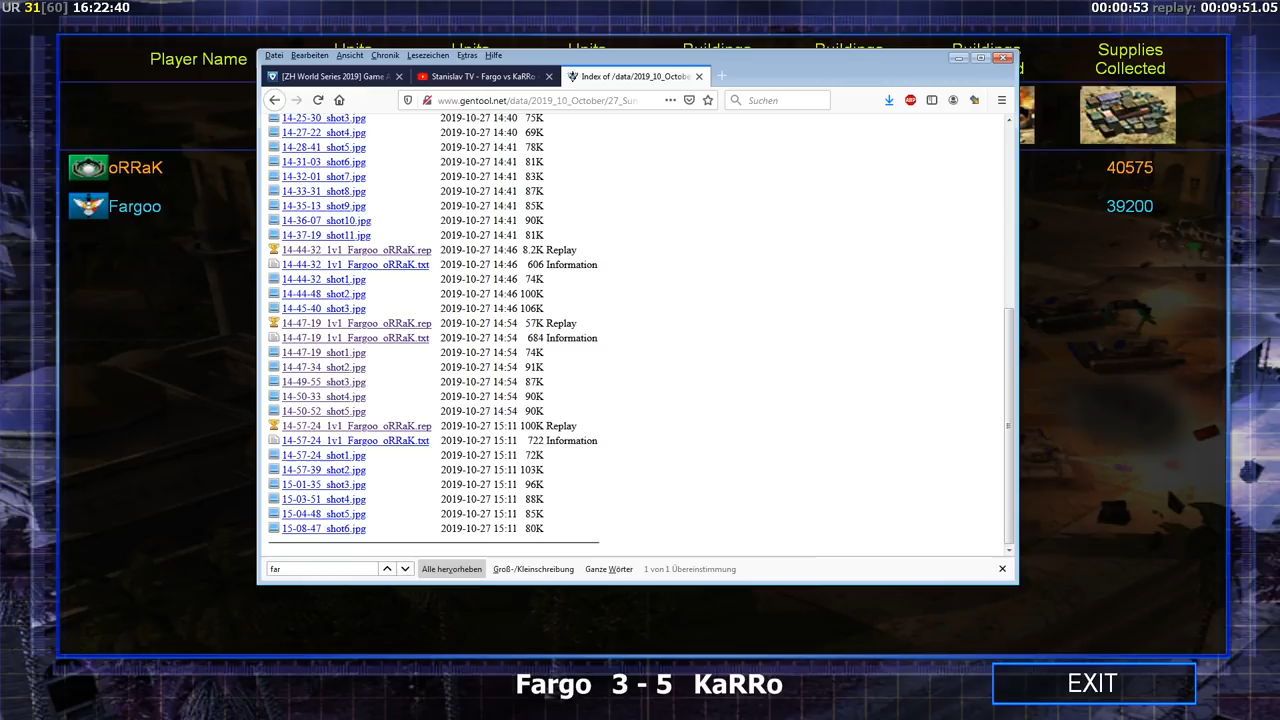 UR 31[60] 16:22:40
00:00:53 replay: 00:09:51.05
Player Name
Units
Units
Units
Buildings
Buildings
Buildings
Supplies
Collected
oRRaK
40575
Fargoo
39200
Datei Bearbeiten Ansicht Chronik Lesezeichen Extras Hilfe
[ZH World Series 2019] Game A
Stanislav TV - Fargo vs KaRRo -
Index of /data/2019_10_Octobe
www.gentool.net/data/2019_10_October/27_Sun
Suchen
14-25-30_shot3.jpg 2019-10-27 14:40 75K
14-27-22_shot4.jpg 2019-10-27 14:40 69K
14-28-41_shot5.jpg 2019-10-27 14:41 78K
14-31-03_shot6.jpg 2019-10-27 14:41 81K
14-32-01_shot7.jpg 2019-10-27 14:41 83K
14-33-31_shot8.jpg 2019-10-27 14:41 87K
14-35-13_shot9.jpg 2019-10-27 14:41 85K
14-36-07_shot10.jpg 2019-10-27 14:41 90K
14-37-19_shot11.jpg 2019-10-27 14:41 81K
14-44-32_1v1_Fargoo_oRRaK.rep 2019-10-27 14:46 8.2K Replay
14-44-32_1v1_Fargoo_oRRaK.txt 2019-10-27 14:46 606 Information
14-44-32_shot1.jpg 2019-10-27 14:46 74K
14-44-48_shot2.jpg 2019-10-27 14:46 100K
14-45-40_shot3.jpg 2019-10-27 14:46 106K
14-47-19_1v1_Fargoo_oRRaK.rep 2019-10-27 14:54 57K Replay
14-47-19_1v1_Fargoo_oRRaK.txt 2019-10-27 14:54 684 Information
14-47-19_shot1.jpg 2019-10-27 14:54 74K
14-47-34_shot2.jpg 2019-10-27 14:54 91K
14-49-55_shot3.jpg 2019-10-27 14:54 87K
14-50-33_shot4.jpg 2019-10-27 14:54 90K
14-50-52_shot5.jpg 2019-10-27 14:54 90K
14-57-24_1v1_Fargoo_oRRaK.rep 2019-10-27 15:11 100K Replay
14-57-24_1v1_Fargoo_oRRaK.txt 2019-10-27 15:11 722 Information
14-57-24_shot1.jpg 2019-10-27 15:11 72K
14-57-39_shot2.jpg 2019-10-27 15:11 103K
15-01-35_shot3.jpg 2019-10-27 15:11 96K
15-03-51_shot4.jpg 2019-10-27 15:11 88K
15-04-48_shot5.jpg 2019-10-27 15:11 85K
15-08-47_shot6.jpg 2019-10-27 15:11 80K
far
Alle hervorheben Groß-/Kleinschreibung Ganze Wörter 1 von 1 Übereinstimmung
Fargo 3 - 5 KaRRo
EXIT